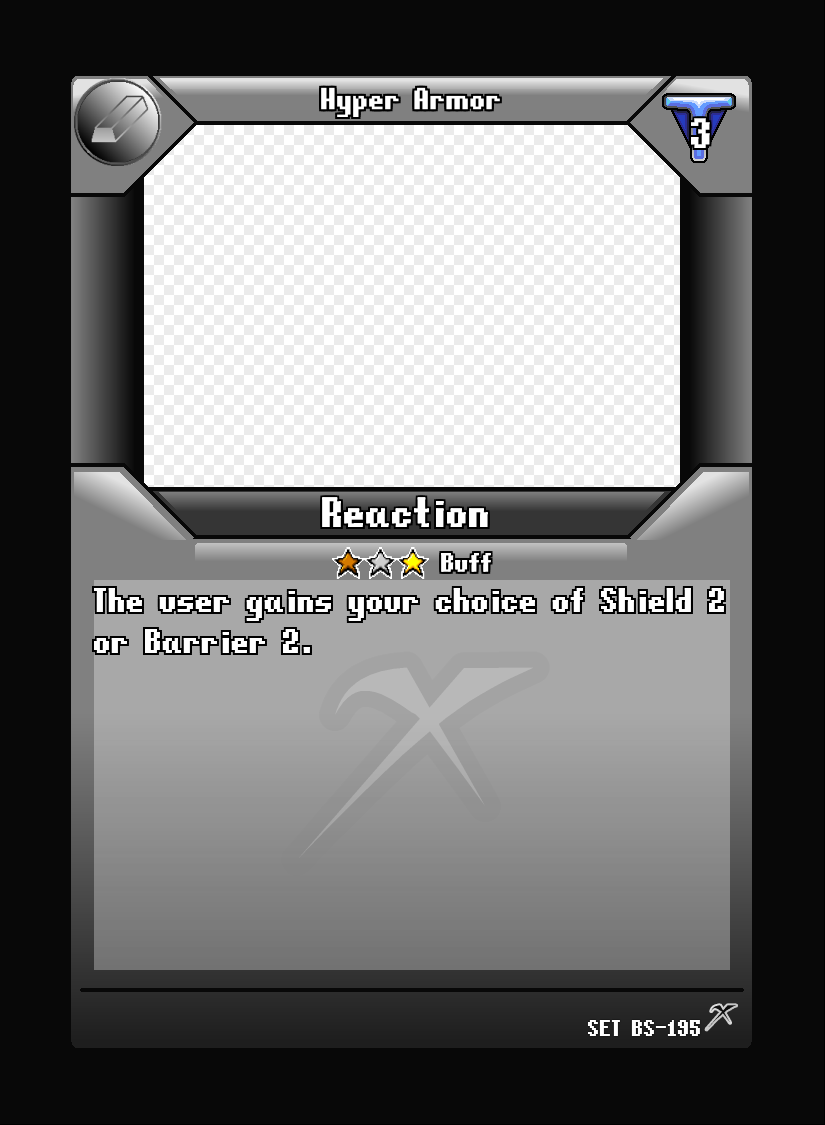 Hyper Armor
3
Reaction
Buff
The user gains your choice of Shield 2
or Barrier 2.
SET BS-195